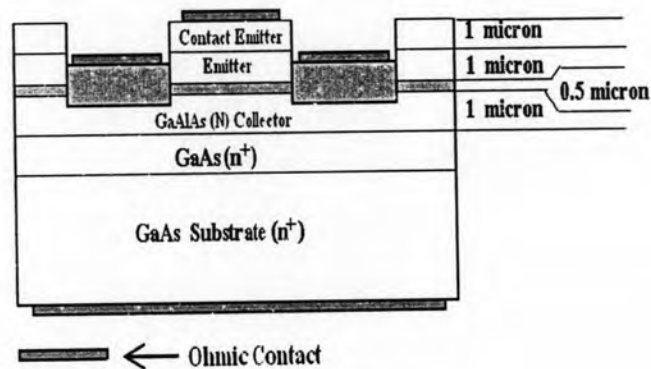 Contact Emitter
1 micron
Emitter
1 micron
0.5 micron
GaAlAs (N) Collector
1 micron
GaAs (n⁺)
GaAs Substrate (n⁺)
Ohmic Contact